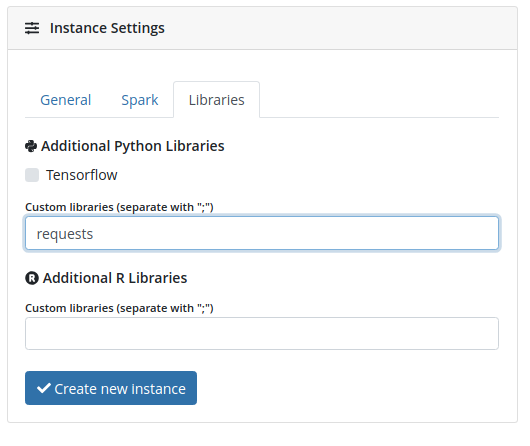 Instance Settings
General Spark Libraries
Additional Python Libraries
Tensorflow
Custom libraries (separate with ";")
requests
R Additional R Libraries
Custom libraries (separate with ";")
Create new instance